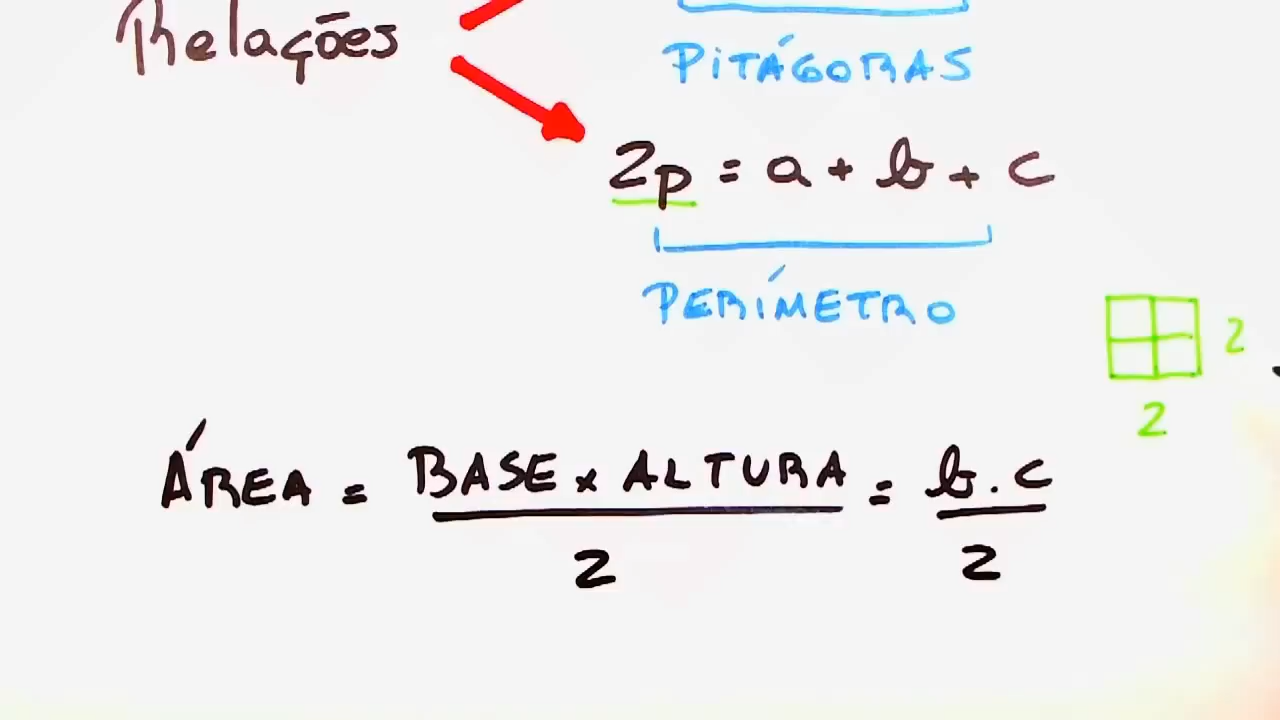 Relações
PITÁGORAS
2p = a + b + c
PERÍMETRO
2
2
ÁREA = BASE x ALTURA / 2 = b . c / 2